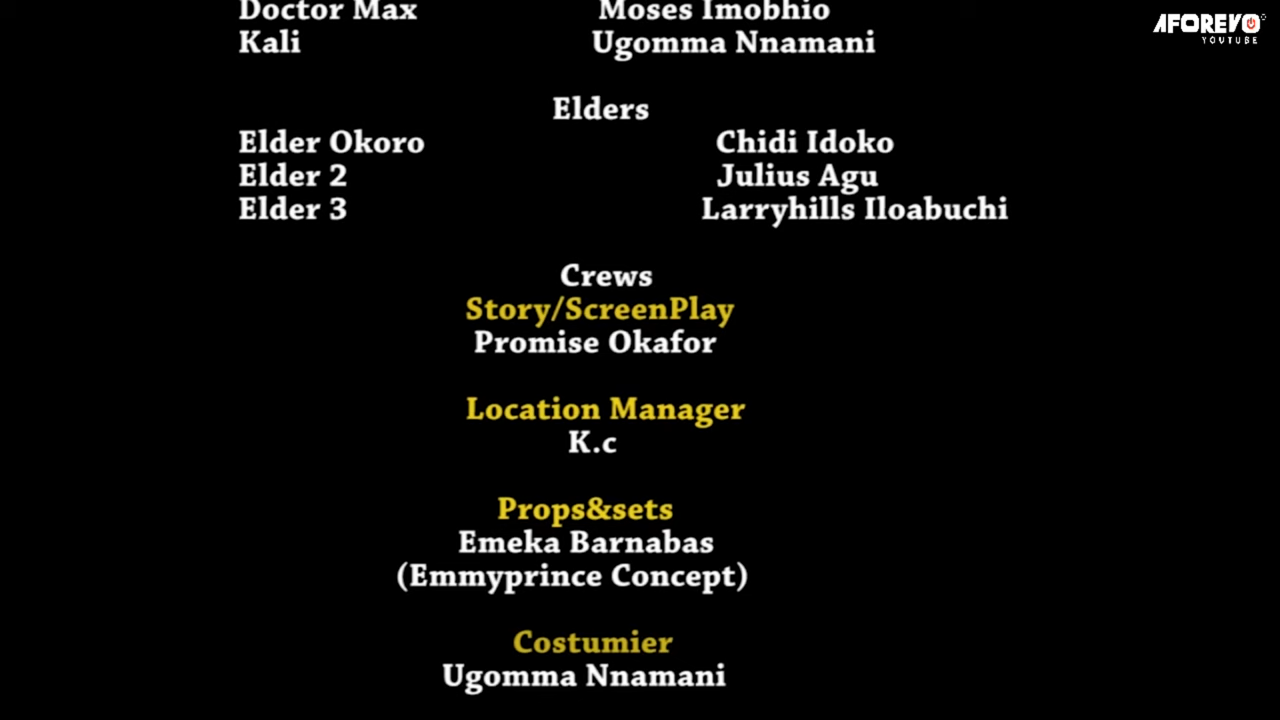 Doctor Max Moses Imobhio
AFOREVO
YOUTUBE
Kali Ugomma Nnamani
Elders
Elder Okoro Chidi Idoko
Elder 2 Julius Agu
Elder 3 Larryhills Iloabuchi
Crews
Story/ScreenPlay
Promise Okafor
Location Manager
K.c
Props&sets
Emeka Barnabas
(Emmyprince Concept)
Costumier
Ugomma Nnamani